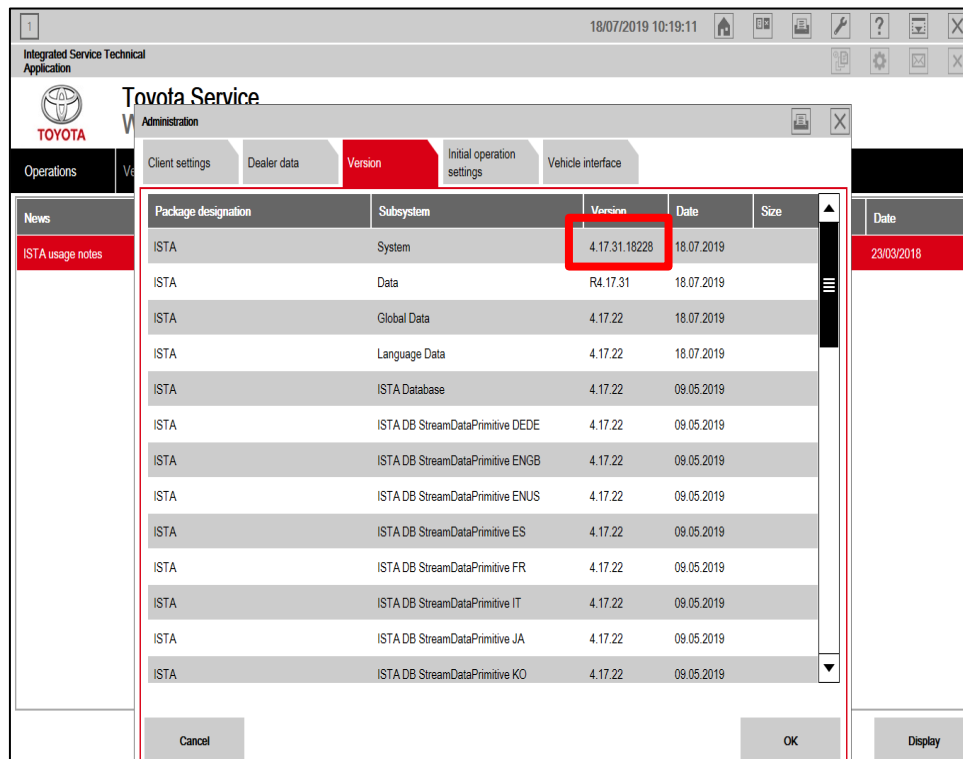 1
18/07/2019 10:19:11
?
X
Integrated Service Technical
Application
X
TOYOTA
Toyota Service
W
Administration
X
Operations
Ve
Client settings
Dealer data
Version
Initial operation
settings
Vehicle interface
News
Date
ISTA usage notes
23/03/2018
Package designation Subsystem Version Date Size
ISTA System 4.17.31.18228 18.07.2019
ISTA Data R4.17.31 18.07.2019
ISTA Global Data 4.17.22 18.07.2019
ISTA Language Data 4.17.22 18.07.2019
ISTA ISTA Database 4.17.22 09.05.2019
ISTA ISTA DB StreamDataPrimitive DEDE 4.17.22 09.05.2019
ISTA ISTA DB StreamDataPrimitive ENGB 4.17.22 09.05.2019
ISTA ISTA DB StreamDataPrimitive ENUS 4.17.22 09.05.2019
ISTA ISTA DB StreamDataPrimitive ES 4.17.22 09.05.2019
ISTA ISTA DB StreamDataPrimitive FR 4.17.22 09.05.2019
ISTA ISTA DB StreamDataPrimitive IT 4.17.22 09.05.2019
ISTA ISTA DB StreamDataPrimitive JA 4.17.22 09.05.2019
ISTA ISTA DB StreamDataPrimitive KO 4.17.22 09.05.2019
Cancel
OK
Display